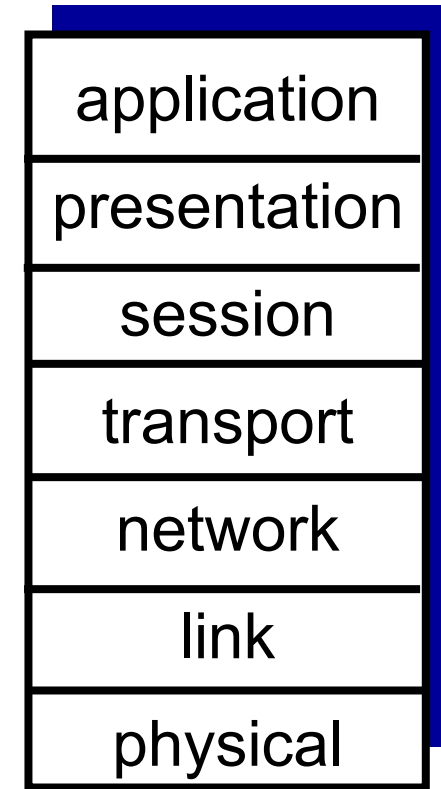 application
presentation
session
transport
network
link
physical